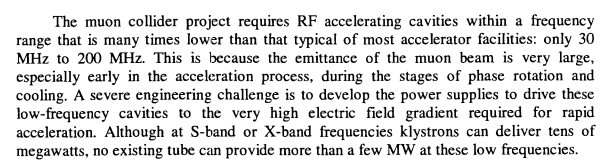 The muon collider project requires RF accelerating cavities within a frequency
range that is many times lower than that typical of most accelerator facilities: only 30
MHz to 200 MHz. This is because the emittance of the muon beam is very large,
especially early in the acceleration process, during the stages of phase rotation and
cooling. A severe engineering challenge is to develop the power supplies to drive these
low-frequency cavities to the very high electric field gradient required for rapid
acceleration. Although at S-band or X-band frequencies klystrons can deliver tens of
megawatts, no existing tube can provide more than a few MW at these low frequencies.